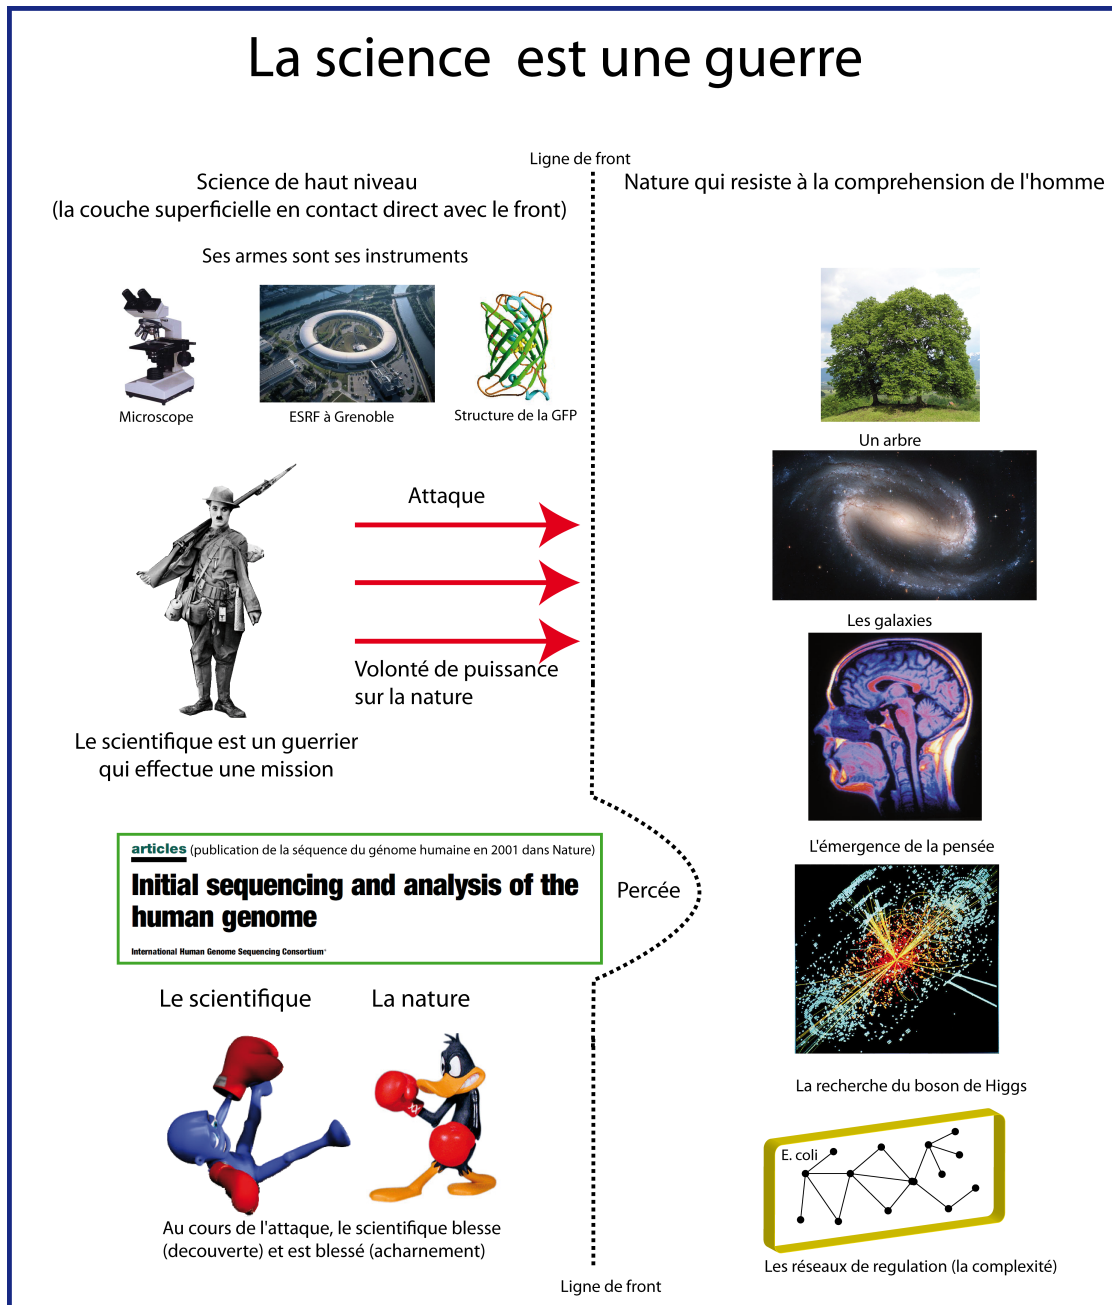 La science est une guerre
Ligne de front
Science de haut niveau
(la couche superficielle en contact direct avec le front)
Nature qui resiste à la comprehension de l'homme
Ses armes sont ses instruments
Microscope
ESRF à Grenoble
Structure de la GFP
Un arbre
Attaque
Les galaxies
Volonté de puissance
sur la nature
Le scientifique est un guerrier
qui effectue une mission
L'émergence de la pensée
articles (publication de la séquence du génome humaine en 2001 dans Nature)
Initial sequencing and analysis of the
human genome
International Human Genome Sequencing Consortium*
Percée
Le scientifique
La nature
La recherche du boson de Higgs
E. coli
Au cours de l'attaque, le scientifique blesse
(decouverte) et est blessé (acharnement)
Les réseaux de regulation (la complexité)
Ligne de front